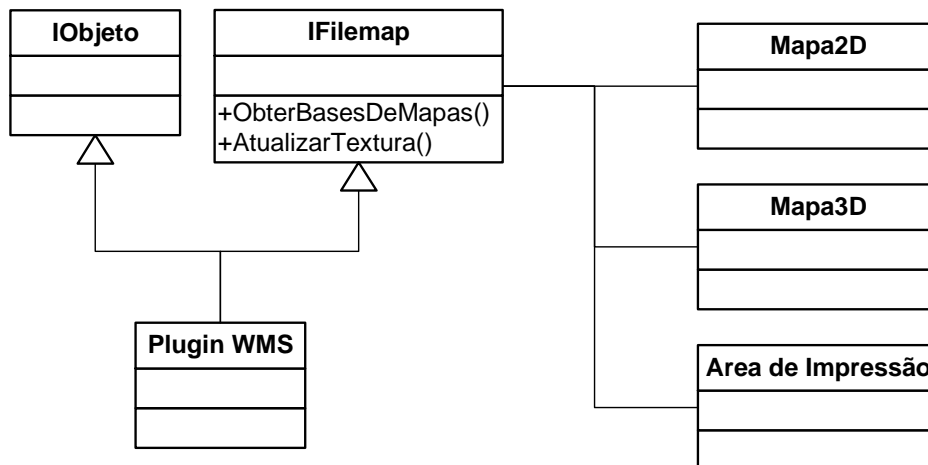 IObjeto
IFilemap
+ObterBasesDeMapas()
+AtualizarTextura()
Mapa2D
Mapa3D
Plugin WMS
Area de Impressão